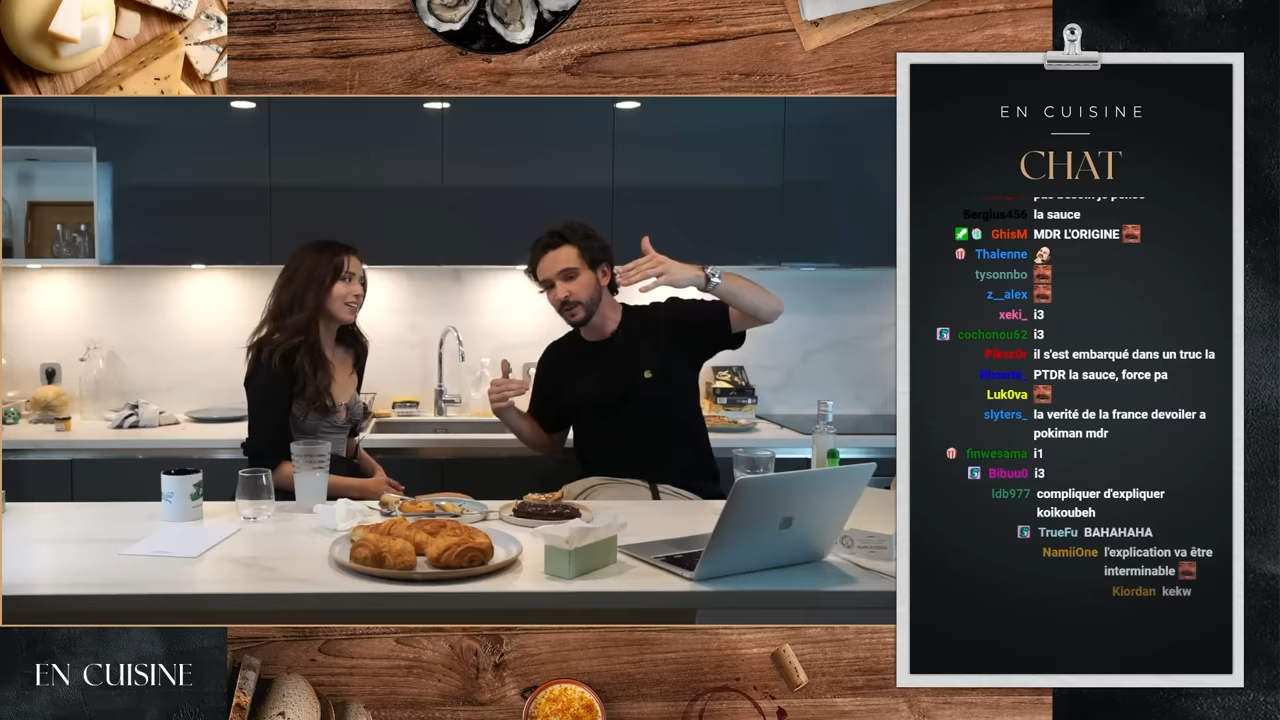 EN CUISINE
CHAT
Sergius456 la sauce
GhisM MDR L'ORIGINE
Thalenne
tysonnbo
z__alex
xeki_ i3
cochonou62 i3
il s'est embarqué dans un truc la
PTDR la sauce, force pa
Luk0va
slyters_ la verité de la france devoiler a
pokiman mdr
finwesama i1
Bibuu0 i3
ldb977 compliquer d'expliquer
koikoubeh
TrueFu BAHAHAHA
NamiiOne l'explication va être
interminable
Kiordan kekw
EN CUISINE